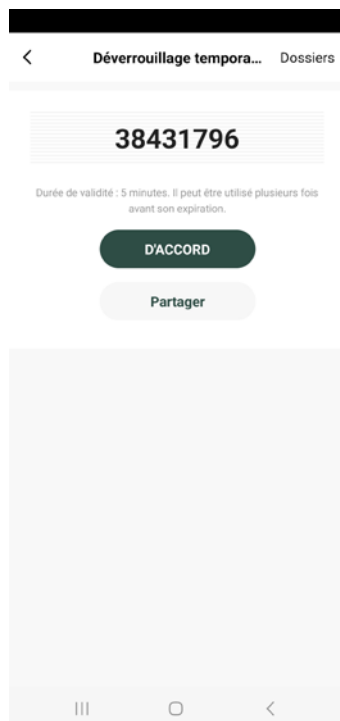 Déverrouillage tempora... Dossiers
38431796
Durée de validité : 5 minutes. Il peut être utilisé plusieurs fois
avant son expiration.
D'ACCORD
Partager